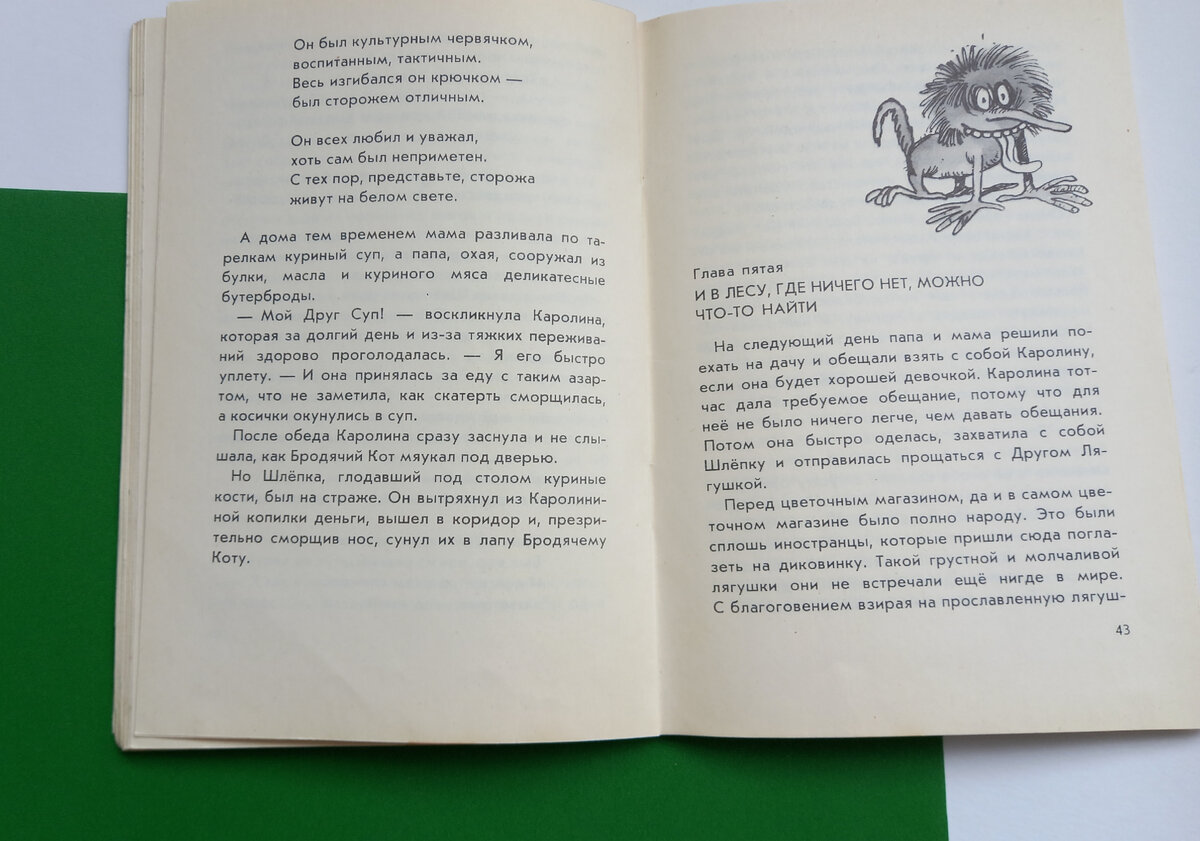 Он был культурным червячком,
воспитанным, тактичным.
Весь изгибался он крючком —
был сторожем отличным.
Он всех любил и уважал,
хоть сам был неприметен.
С тех пор, представьте, сторожа
живут на белом свете.
А дома тем временем мама разливала по та-
релкам куриный суп, а папа, охая, сооружал из
булки, масла и куриного мяса деликатесные
бутерброды.
— Мой Друг Суп! — воскликнула Каролина,
которая за долгий день и из-за тяжких пережива-
ний здорово проголодалась. — Я его быстро
уплету. — И она принялась за еду с таким азар-
том, что не заметила, как скатерть сморщилась,
а косички окунулись в суп.
После обеда Каролина сразу заснула и не слы-
шала, как Бродячий Кот мяукал под дверью.
Но Шлёпка, глодавший под столом куриные
кости, был на страже. Он вытряхнул из Каролини-
ной копилки деньги, вышел в коридор и, презри-
тельно сморщив нос, сунул их в лапу Бродячему
Коту.
Глава пятая
И В ЛЕСУ, ГДЕ НИЧЕГО НЕТ, МОЖНО
ЧТО-ТО НАЙТИ
На следующий день папа и мама решили по-
ехать на дачу и обещали взять с собой Каролину,
если она будет хорошей девочкой. Каролина тот-
час дала требуемое обещание, потому что для
неё не было ничего легче, чем давать обещания.
Потом она быстро оделась, захватила с собой
Шлёпку и отправилась прощаться с Другом Ля-
гушкой.
Перед цветочным магазином, да и в самом цве-
точном магазине было полно народу. Это были
сплошь иностранцы, которые пришли сюда погла-
зеть на диковинку. Такой грустной и молчаливой
лягушки они не встречали ещё нигде в мире.
С благоговением взирая на прославленную лягуш-
43